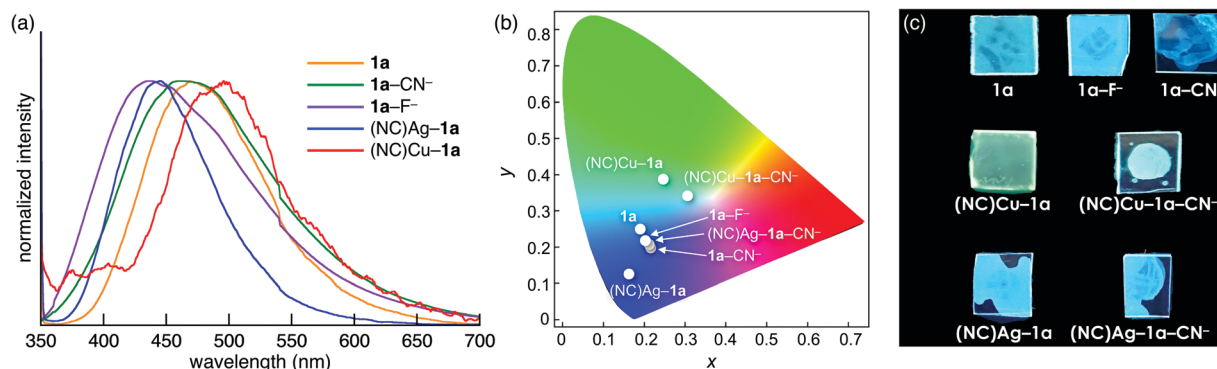 (a)
normalized intensity
1a
1a–CN⁻
1a–F⁻
(NC)Ag–1a
(NC)Cu–1a
350 400 450 500 550 600 650 700
wavelength (nm)
(b)
y
0.8
0.7
0.6
0.5
0.4
0.3
0.2
0.1
0
(NC)Cu–1a
(NC)Cu–1a–CN⁻
1a
1a–F⁻
(NC)Ag–1a–CN⁻
1a–CN⁻
(NC)Ag–1a
0 0.1 0.2 0.3 0.4 0.5 0.6 0.7
x
(c)
1a 1a–F⁻ 1a–CN
(NC)Cu–1a (NC)Cu–1a–CN⁻
(NC)Ag–1a (NC)Ag–1a–CN⁻